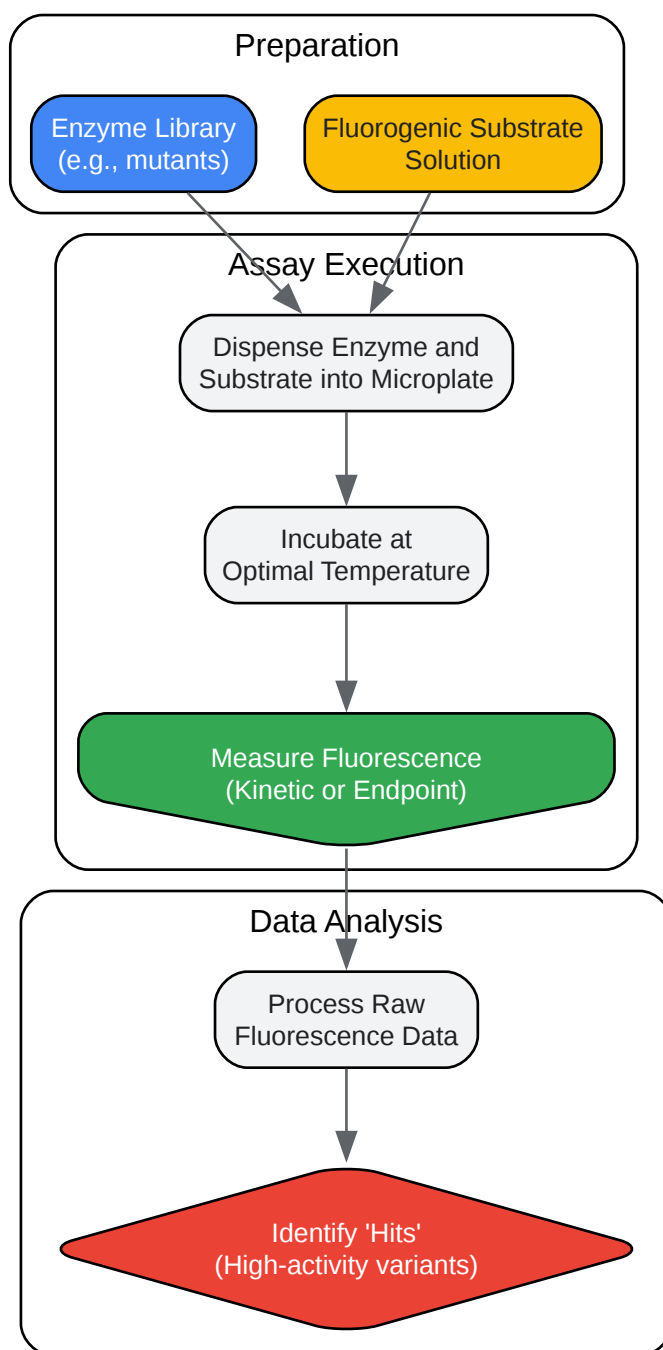 Preparation
Enzyme Library
(e.g., mutants)
Fluorogenic Substrate
Solution
Assay Execution
Dispense Enzyme and
Substrate into Microplate
Incubate at
Optimal Temperature
Measure Fluorescence
(Kinetic or Endpoint)
Data Analysis
Process Raw
Fluorescence Data
Identify 'Hits'
(High-activity variants)